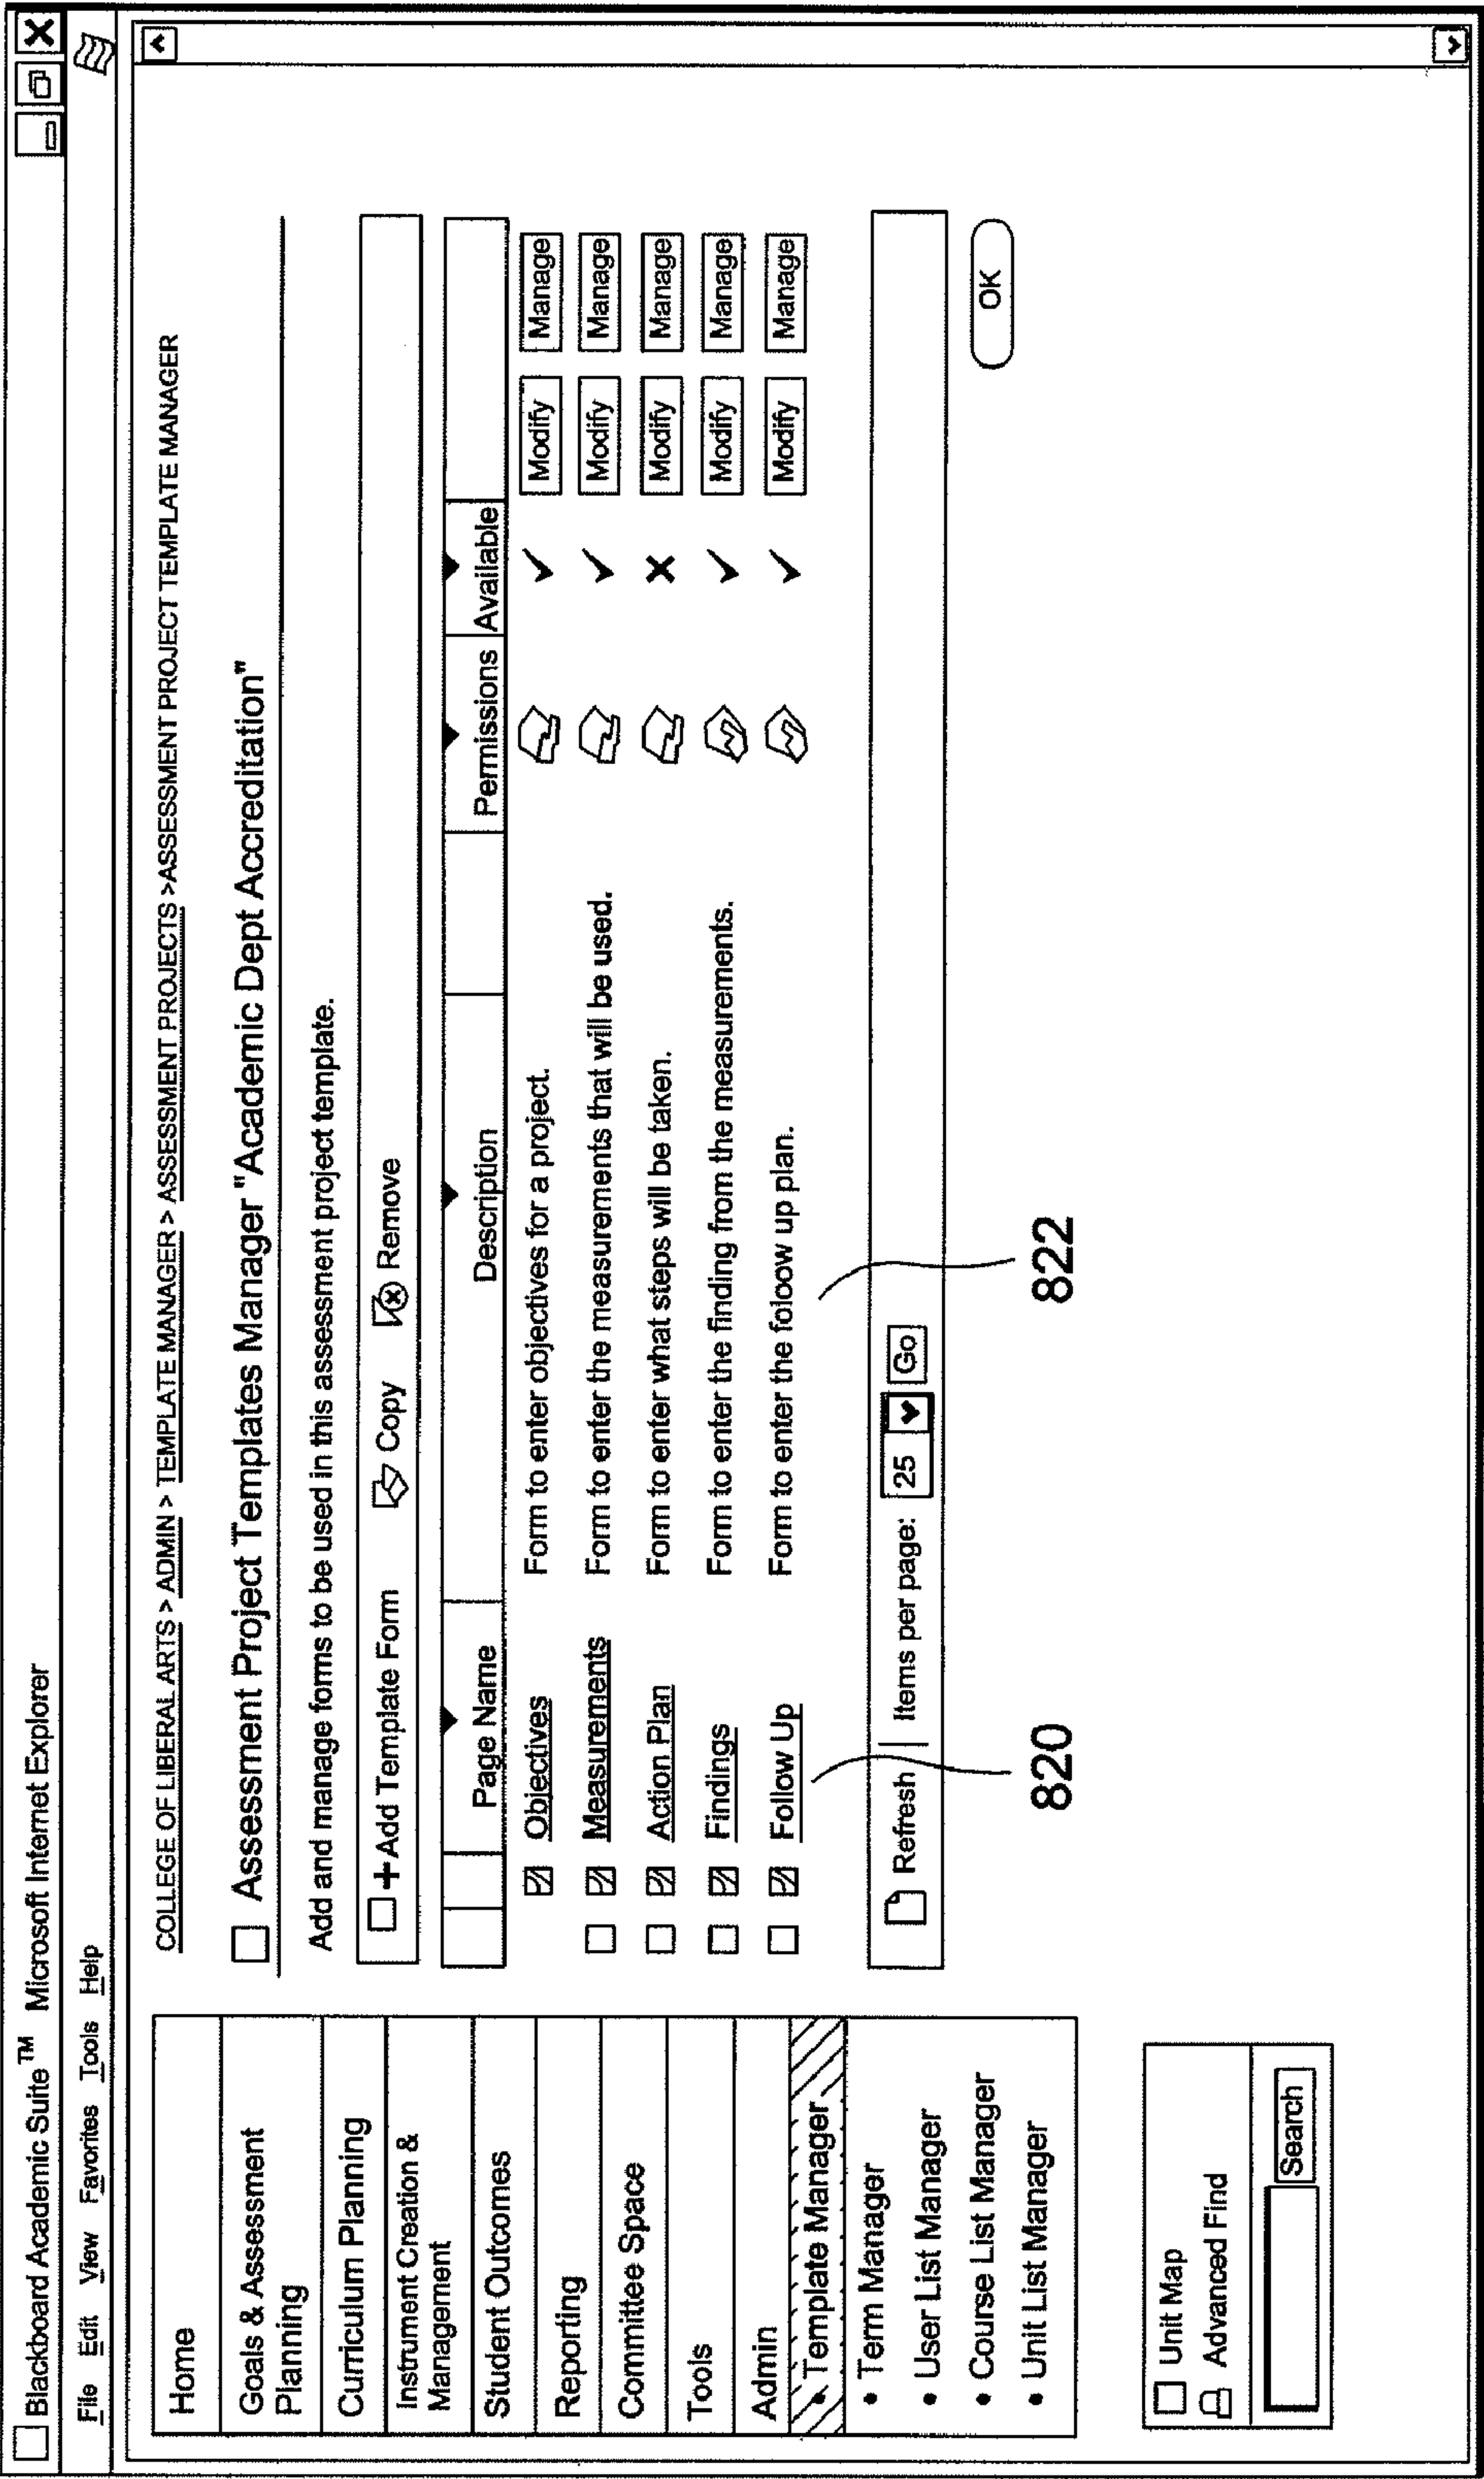 Blackboard Academic Suite™ Microsoft Internet Explorer
File Edit View Favorites Tools Help
Home
Goals & Assessment
Planning
Curriculum Planning
Instrument Creation &
Management
Student Outcomes
Reporting
Committee Space
Tools
Admin
• Template Manager
• Term Manager
• User List Manager
• Course List Manager
• Unit List Manager
Unit Map
Advanced Find
Search
COLLEGE OF LIBERAL ARTS > ADMIN > TEMPLATE MANAGER > ASSESSMENT PROJECTS >ASSESSMENT PROJECT TEMPLATE MANAGER
Assessment Project Templates Manager "Academic Dept Accreditation"
Add and manage forms to be used in this assessment project template.
+Add Template Form Copy Remove
Page Name Description Permissions Available
Objectives Form to enter objectives for a project. Modify Manage
Measurements Form to enter the measurements that will be used. Modify Manage
Action Plan Form to enter what steps will be taken. Modify Manage
Findings Form to enter the finding from the measurements. Modify Manage
Follow Up Form to enter the foloow up plan. Modify Manage
Refresh | Items per page: 25 Go
OK
820 822